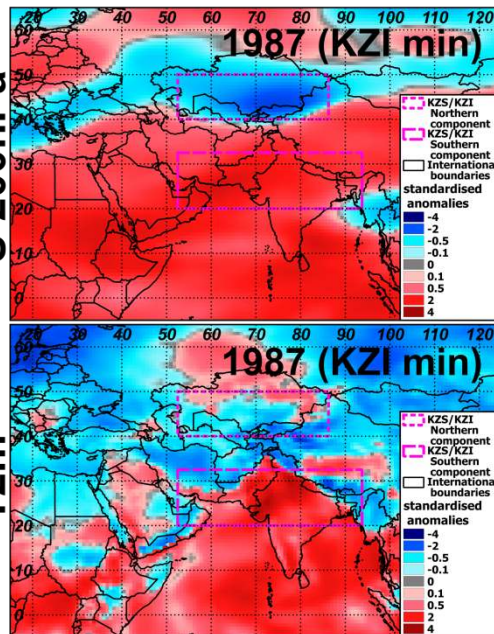 1987 (KZI min)
50
40
30
20
10
0
20 30 40 50 60 70 80 90 100 120
KZS/KZI
Northern
component
KZS/KZI
Southern
component
International
boundaries
standardised
anomalies
-4
-2
-0.5
-0.1
0
0.1
0.5
2
4
1987 (KZI min)
50
40
30
20
10
0
20 30 40 50 60 70 80 90 100 120
KZS/KZI
Northern
component
KZS/KZI
Southern
component
International
boundaries
standardised
anomalies
-4
-2
-0.5
-0.1
0
0.1
0.5
2
4